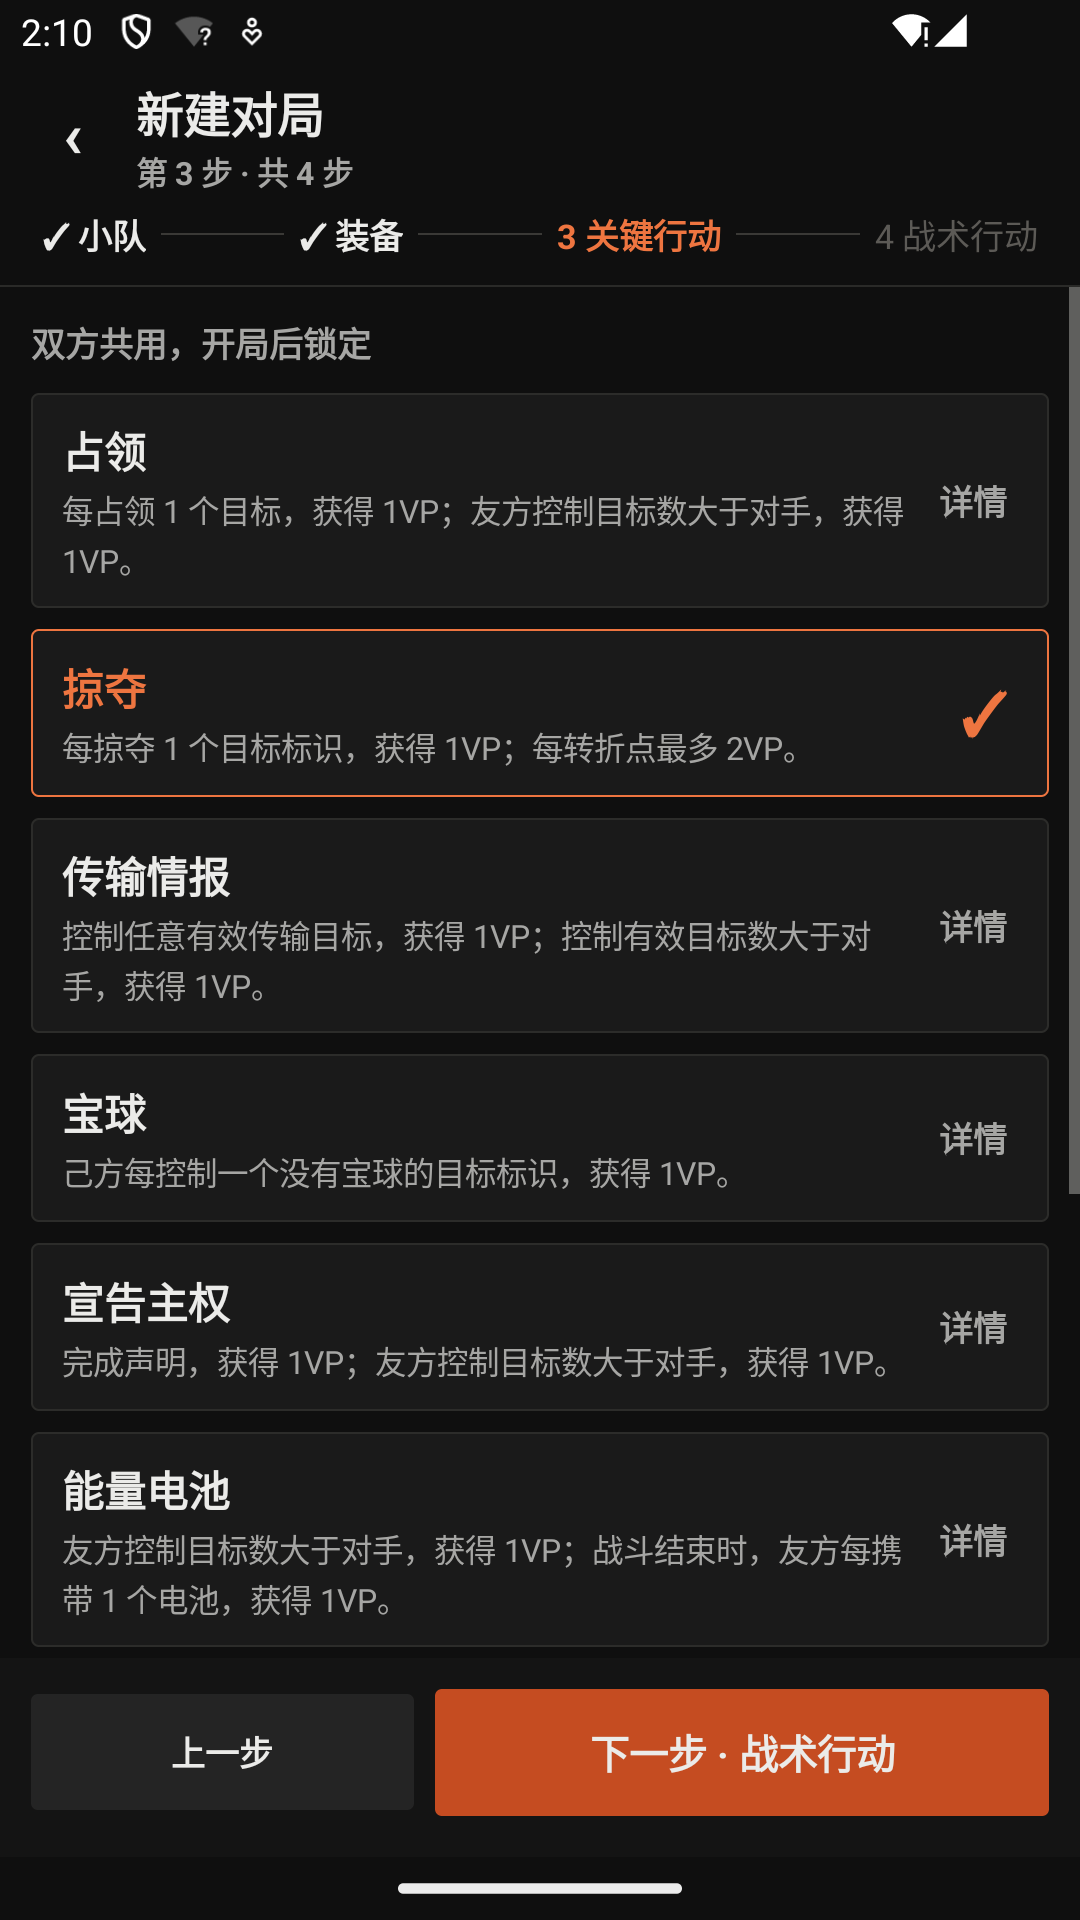 2:10
新建对局
第 3 步 · 共 4 步
✓小队
✓装备
3 关键行动
4 战术行动
双方共用，开局后锁定
占领
每占领 1 个目标，获得 1VP；友方控制目标数大于对手，获得
1VP。
详情
掠夺
每掠夺 1 个目标标识，获得 1VP；每转折点最多 2VP。
传输情报
控制任意有效传输目标，获得 1VP；控制有效目标数大于对
手，获得 1VP。
详情
宝球
己方每控制一个没有宝球的目标标识，获得 1VP。
详情
宣告主权
完成声明，获得 1VP；友方控制目标数大于对手，获得 1VP。
详情
能量电池
友方控制目标数大于对手，获得 1VP；战斗结束时，友方每携
带 1 个电池，获得 1VP。
详情
上一步
下一步 · 战术行动